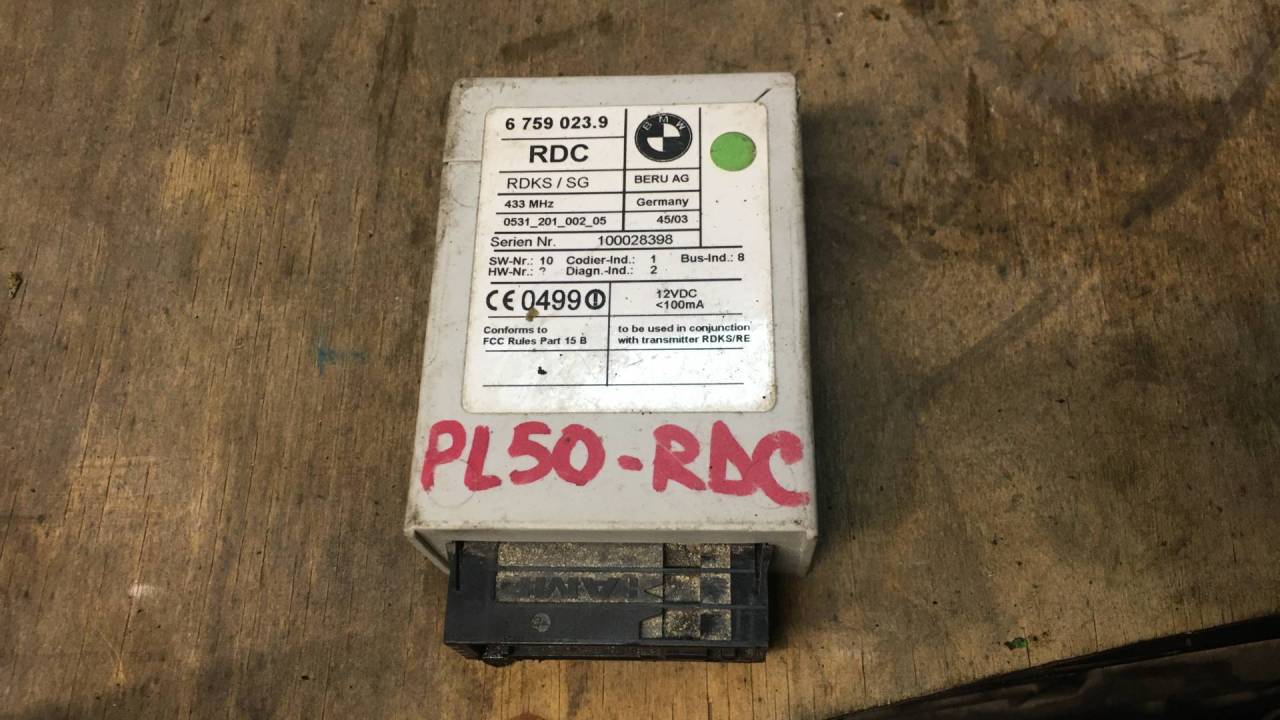 6 759 023.9
BMW
RDC
RDKS / SG
BERU AG
433 MHz
Germany
0531_201_002_05
45/03
Serien Nr. 100028398
SW-Nr.: 10 Codier-Ind.: 1 Bus-Ind.: 8
HW-Nr.: ? Diagn.-Ind.: 2
CE 0499
12VDC
<100mA
Conforms to
FCC Rules Part 15 B
to be used in conjunction
with transmitter RDKS/RE
PL50-RDC